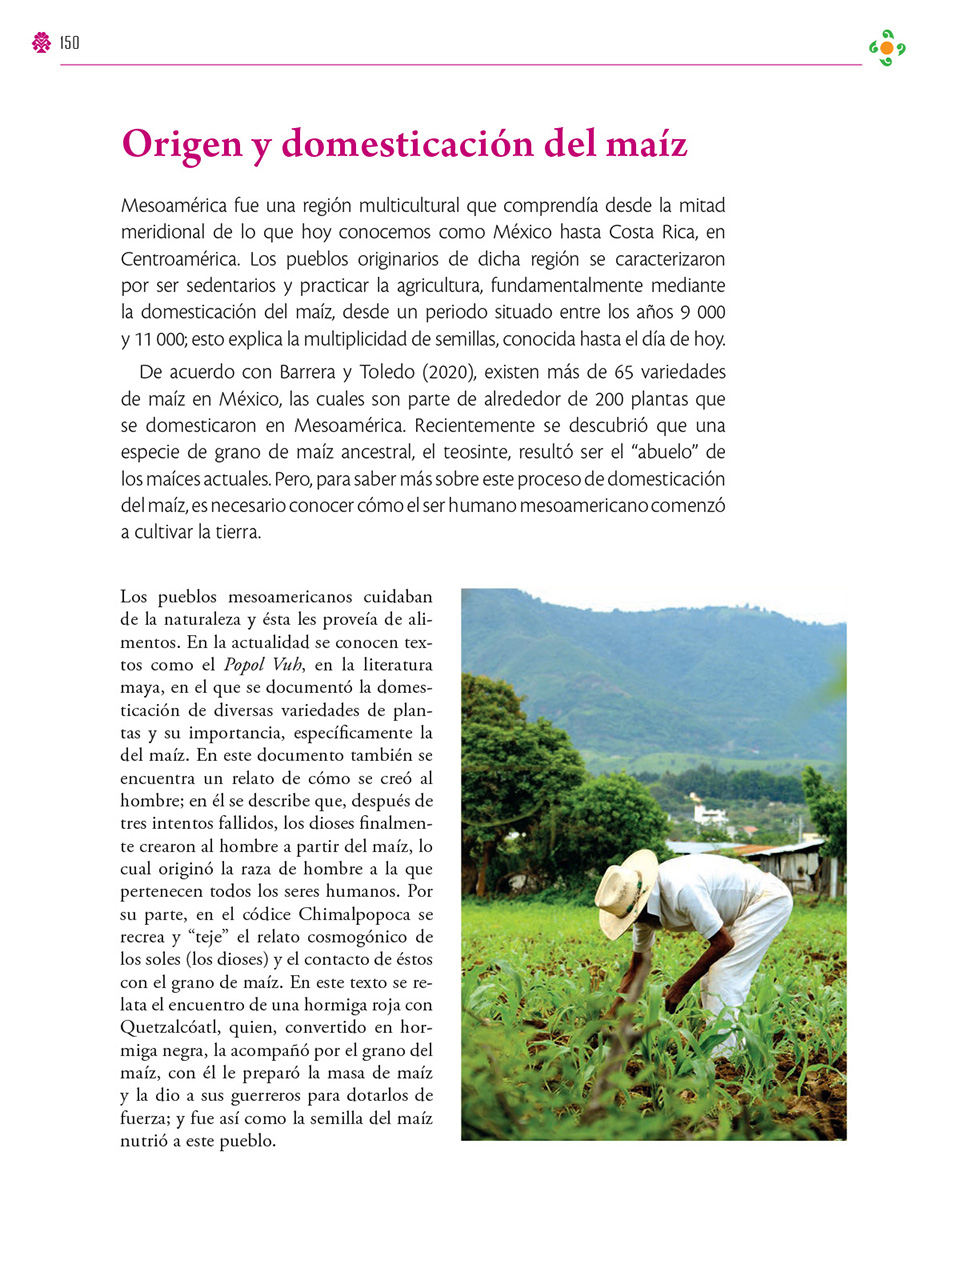 150
Origen y domesticación del maíz
Mesoamérica fue una región multicultural que comprendía desde la mitad
meridional de lo que hoy conocemos como México hasta Costa Rica, en
Centroamérica. Los pueblos originarios de dicha región se caracterizaron
por ser sedentarios y practicar la agricultura, fundamentalmente mediante
la domesticación del maíz, desde un periodo situado entre los años 9 000
y 11 000; esto explica la multiplicidad de semillas, conocida hasta el día de hoy.
De acuerdo con Barrera y Toledo (2020), existen más de 65 variedades
de maíz en México, las cuales son parte de alrededor de 200 plantas que
se domesticaron en Mesoamérica. Recientemente se descubrió que una
especie de grano de maíz ancestral, el teosinte, resultó ser el “abuelo” de
los maíces actuales. Pero, para saber más sobre este proceso de domesticación
del maíz, es necesario conocer cómo el ser humano mesoamericano comenzó
a cultivar la tierra.
Los pueblos mesoamericanos cuidaban
de la naturaleza y ésta les proveía de ali-
mentos. En la actualidad se conocen tex-
tos como el Popol Vuh, en la literatura
maya, en el que se documentó la domes-
ticación de diversas variedades de plan-
tas y su importancia, específicamente la
del maíz. En este documento también se
encuentra un relato de cómo se creó al
hombre; en él se describe que, después de
tres intentos fallidos, los dioses finalmen-
te crearon al hombre a partir del maíz, lo
cual originó la raza de hombre a la que
pertenecen todos los seres humanos. Por
su parte, en el códice Chimalpopoca se
recrea y “teje” el relato cosmogónico de
los soles (los dioses) y el contacto de éstos
con el grano de maíz. En este texto se re-
lata el encuentro de una hormiga roja con
Quetzalcóatl, quien, convertido en hor-
miga negra, la acompañó por el grano del
maíz, con él le preparó la masa de maíz
y la dio a sus guerreros para dotarlos de
fuerza; y fue así como la semilla del maíz
nutrió a este pueblo.